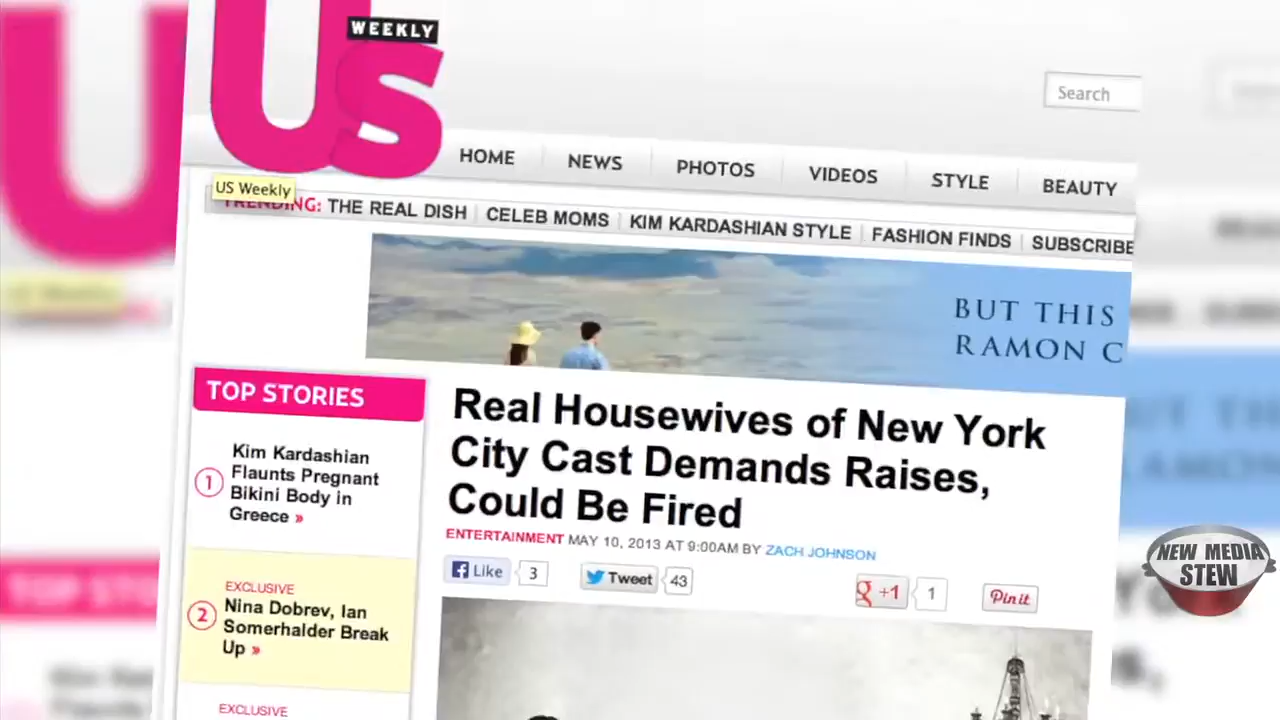 Us
WEEKLY
Search
HOME NEWS PHOTOS VIDEOS STYLE BEAUTY
US Weekly
TRENDING: THE REAL DISH CELEB MOMS KIM KARDASHIAN STYLE FASHION FINDS SUBSCRIBE
BUT THIS
RAMON C
TOP STORIES
1
Kim Kardashian
Flaunts Pregnant
Bikini Body in
Greece »
EXCLUSIVE
2
Nina Dobrev, Ian
Somerhalder Break
Up »
EXCLUSIVE
Real Housewives of New York
City Cast Demands Raises,
Could Be Fired
ENTERTAINMENT MAY 10, 2013 AT 9:00AM BY ZACH JOHNSON
Like 3 Tweet 43 g +1 1 Pin it
NEW MEDIA
STEW